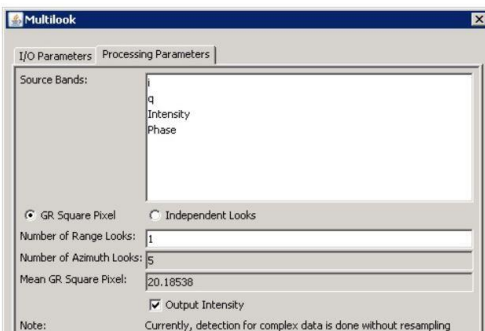 Multilook
I/O Parameters Processing Parameters
Source Bands:
i
q
Intensity
Phase
GR Square Pixel Independent Looks
Number of Range Looks: 1
Number of Azimuth Looks: 5
Mean GR Square Pixel: 20.18538
Output Intensity
Note: Currently, detection for complex data is done without resampling